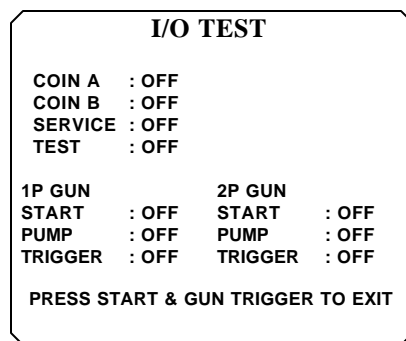 I/O TEST
COIN A : OFF
COIN B : OFF
SERVICE : OFF
TEST : OFF
1P GUN 2P GUN
START : OFF START : OFF
PUMP : OFF PUMP : OFF
TRIGGER : OFF TRIGGER : OFF
PRESS START & GUN TRIGGER TO EXIT